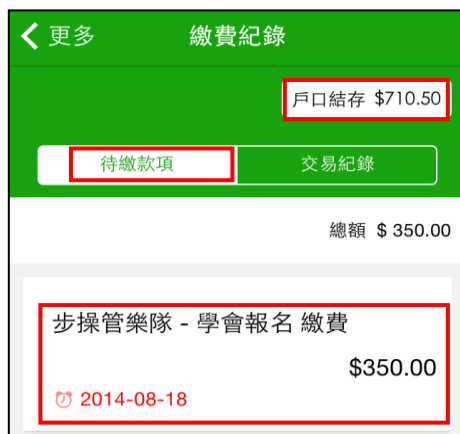 更多 繳費紀錄
戶口結存 $710.50
待繳款項 交易紀錄
總額 $ 350.00
步操管樂隊 - 學會報名 繳費
$350.00
2014-08-18